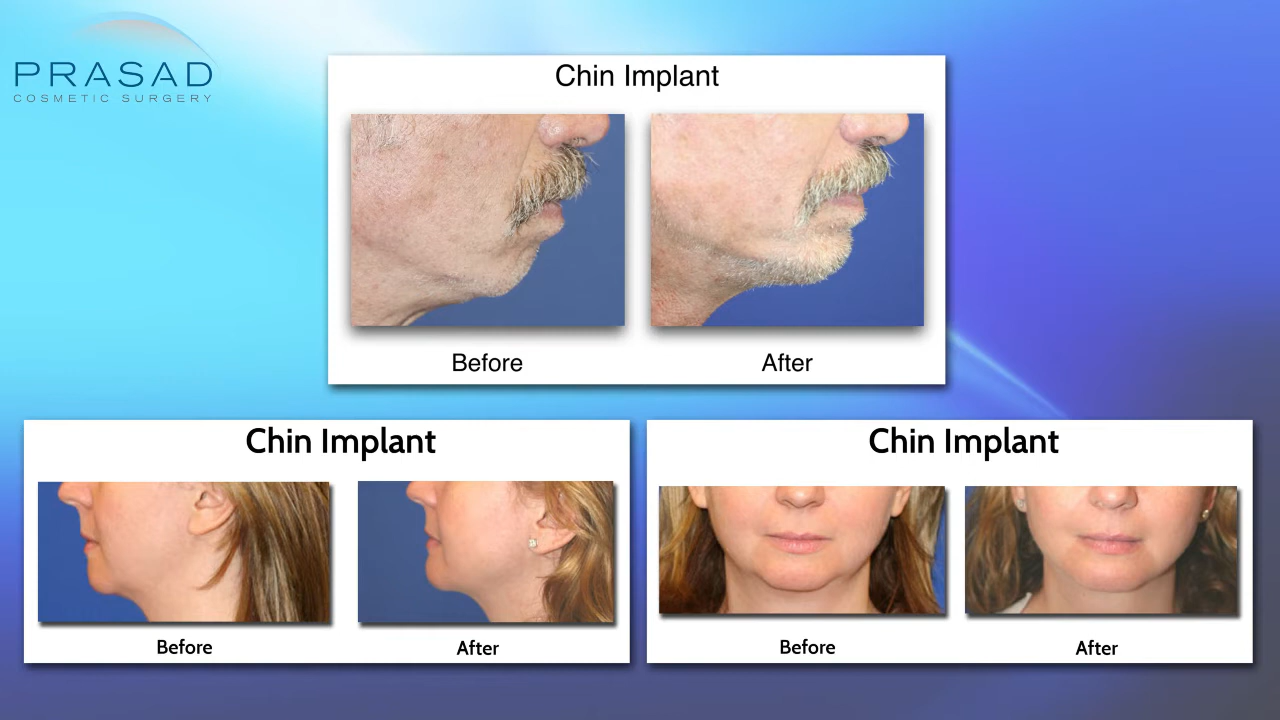 PRASAD
COSMETIC SURGERY
Chin Implant
Before
After
Chin Implant
Before
After
Chin Implant
Before
After